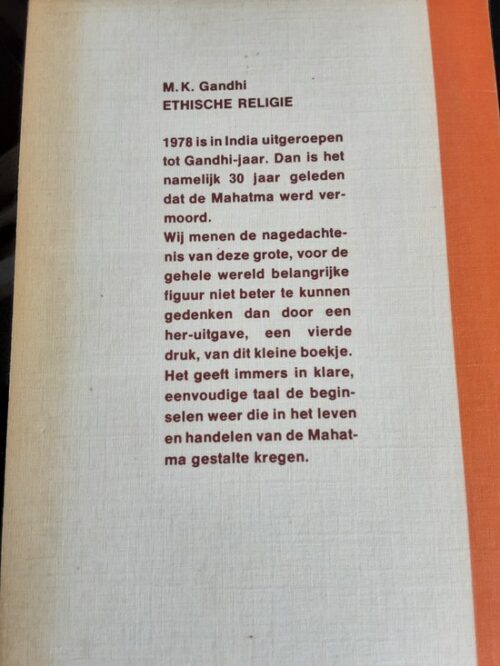 M.K. Gandhi
ETHISCHE RELIGIE
1978 is in India uitgeroepen
tot Gandhi-jaar. Dan is het
namelijk 30 jaar geleden
dat de Mahatma werd ver-
moord.
Wij menen de nagedachte-
nis van deze grote, voor de
gehele wereld belangrijke
figuur niet beter te kunnen
gedenken dan door een
her-uitgave, een vierde
druk, van dit kleine boekje.
Het geeft immers in klare,
eenvoudige taal de begin-
selen weer die in het leven
en handelen van de Mahat-
ma gestalte kregen.